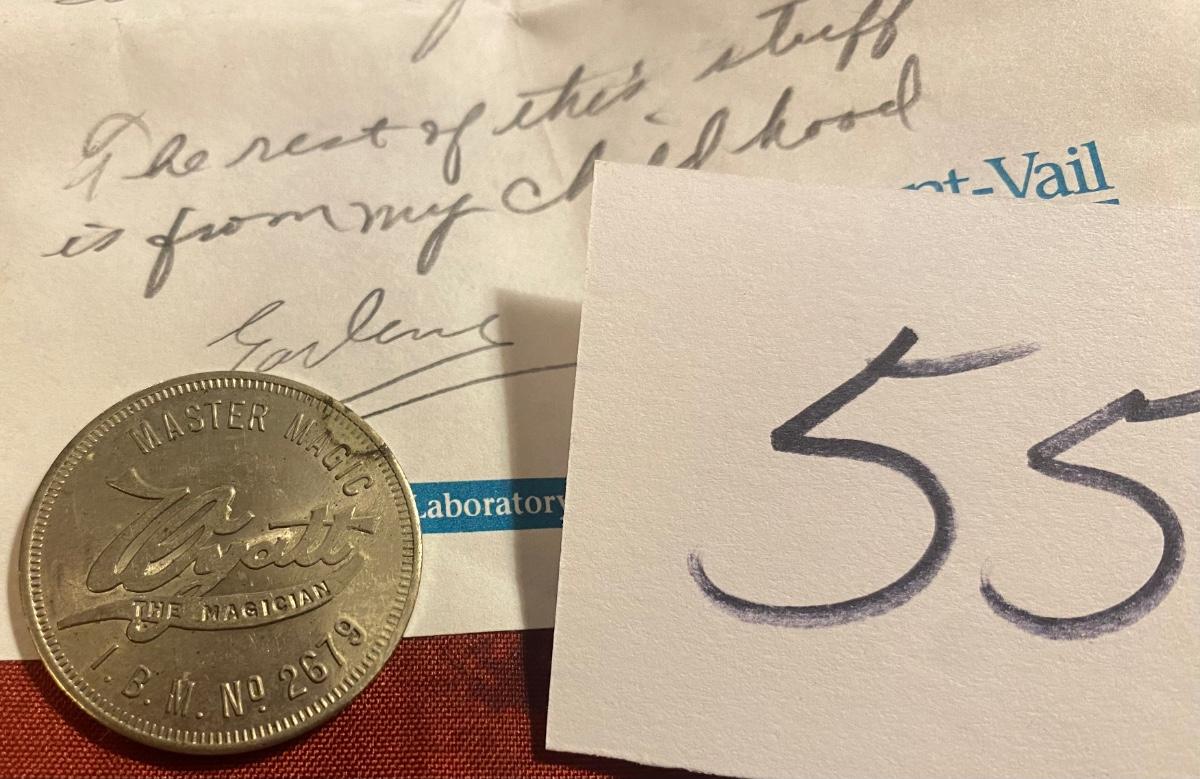 The rest of this stuff
is from my childhood
nt-Vail
Earlene
MASTER MAGIC
Wyatt
THE MAGICIAN
I.B.M. Nº 2679
Laboratory
55